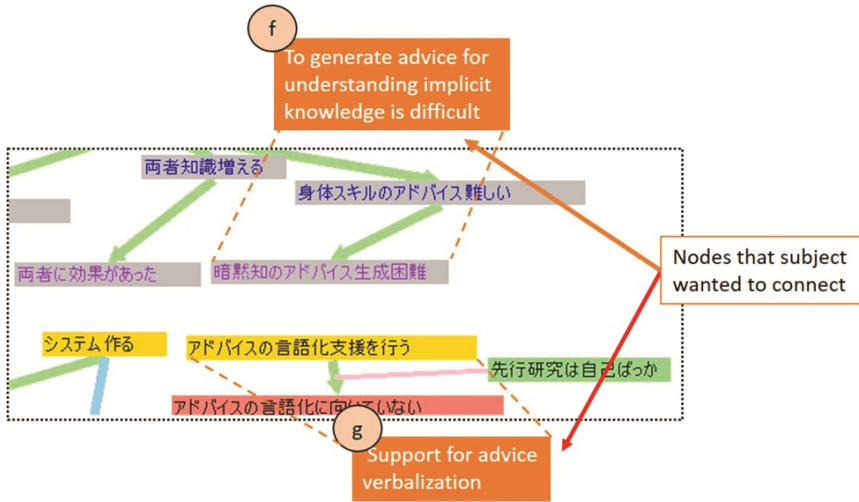 f
To generate advice for
understanding implicit
knowledge is difficult
両者知識増える
身体スキルのアドバイス難しい
両者に効果があった
暗黙知のアドバイス生成困難
Nodes that subject
wanted to connect
システム作る
アドバイスの言語化支援を行う
先行研究は自己ばっか
アドバイスの言語化に向けていない
g
Support for advice
verbalization